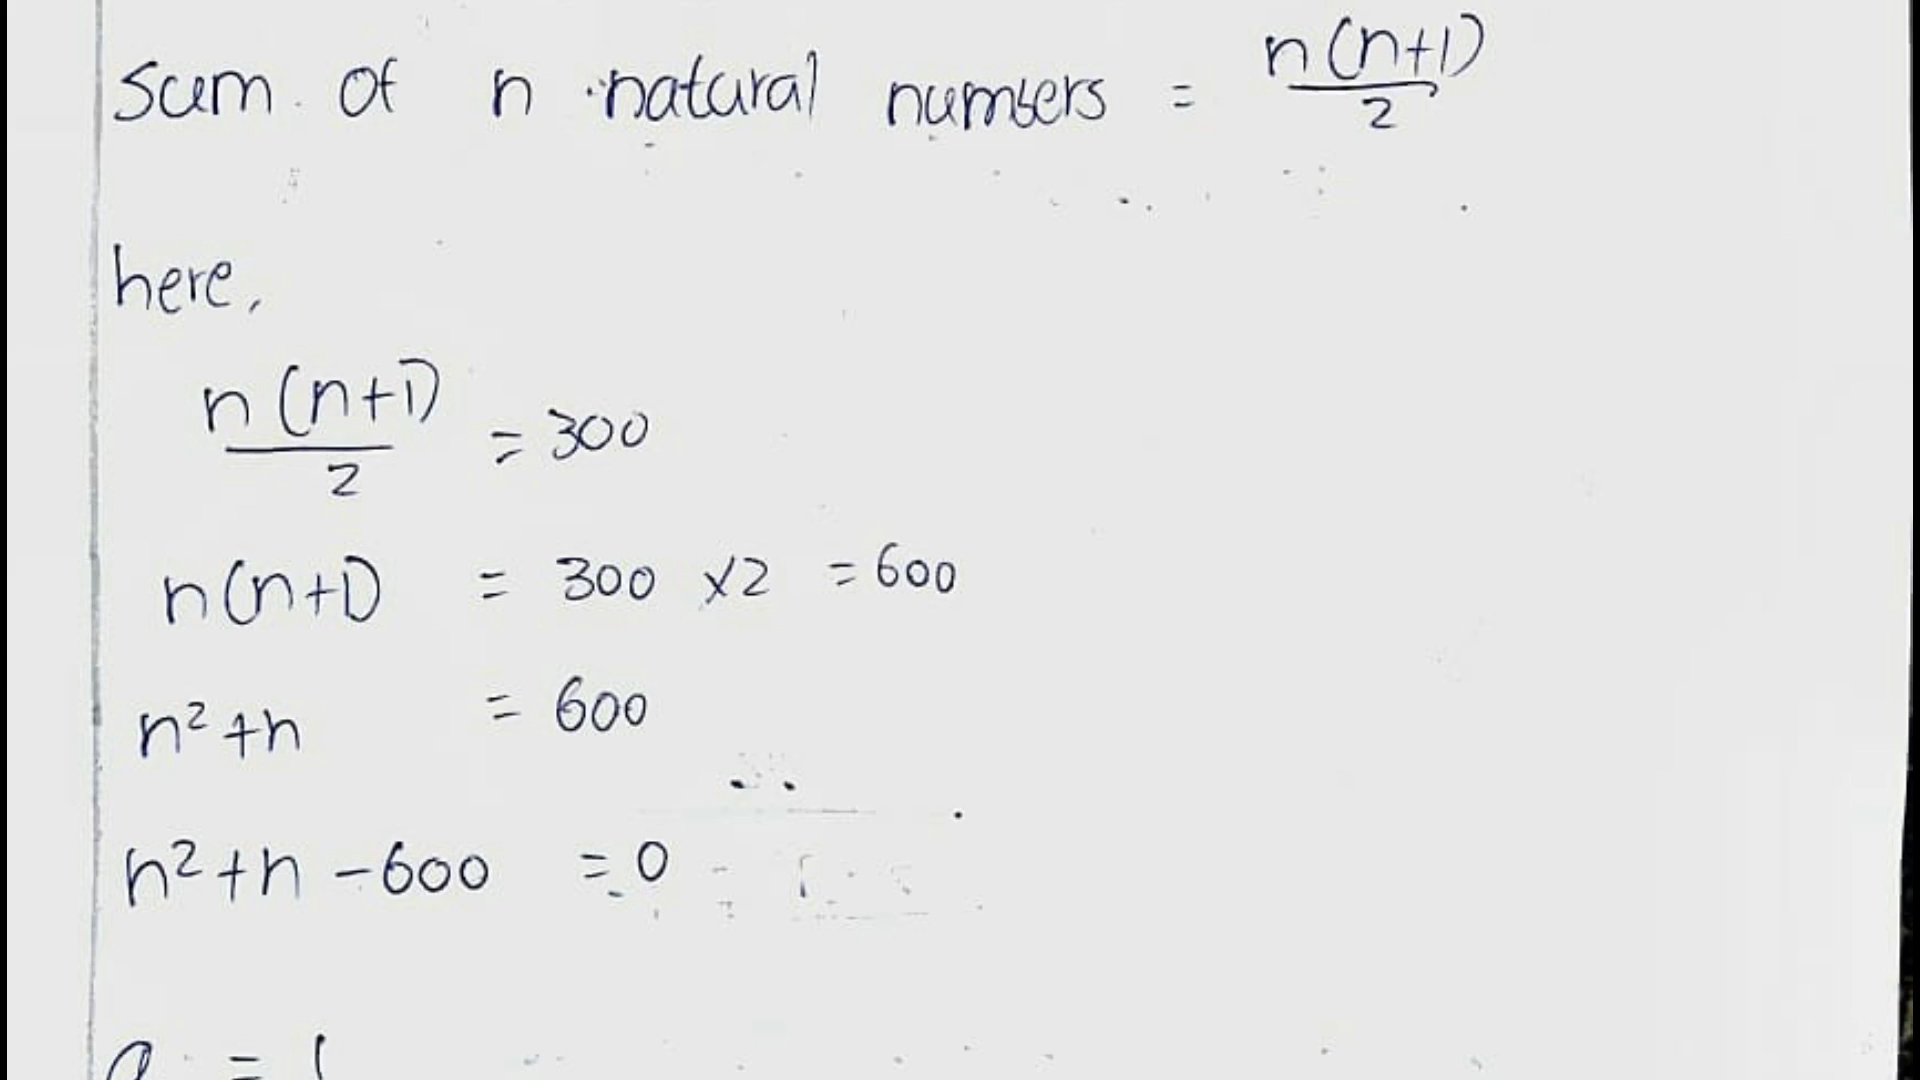 Sum of n natural numbers = n(n+1)/2
here,
n(n+1)/2 = 300
n(n+1) = 300 x2 = 600
n²+n = 600
n²+n -600 = 0